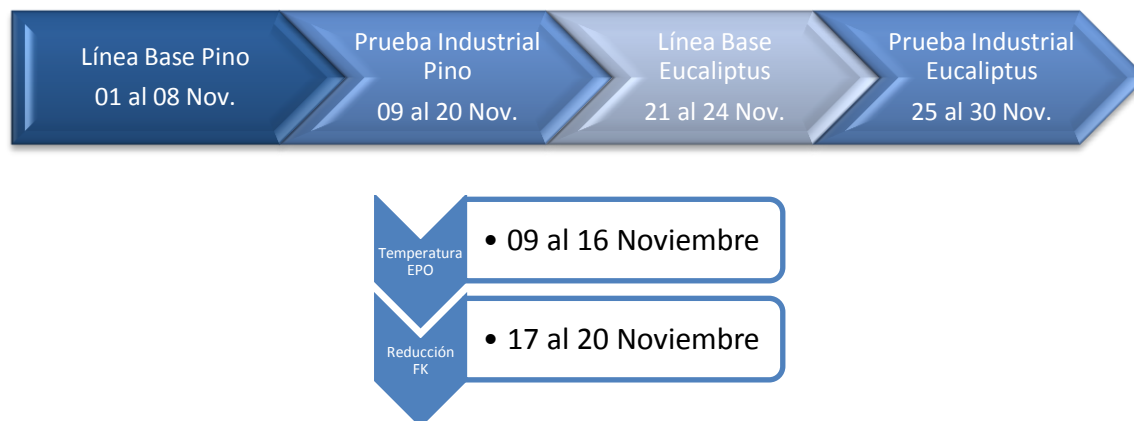 Línea Base Pino
01 al 08 Nov.
Prueba Industrial
Pino
09 al 20 Nov.
Línea Base
Eucaliptus
21 al 24 Nov.
Prueba Industrial
Eucaliptus
25 al 30 Nov.
Temperatura
EPO
• 09 al 16 Noviembre
Reducción
FK
• 17 al 20 Noviembre